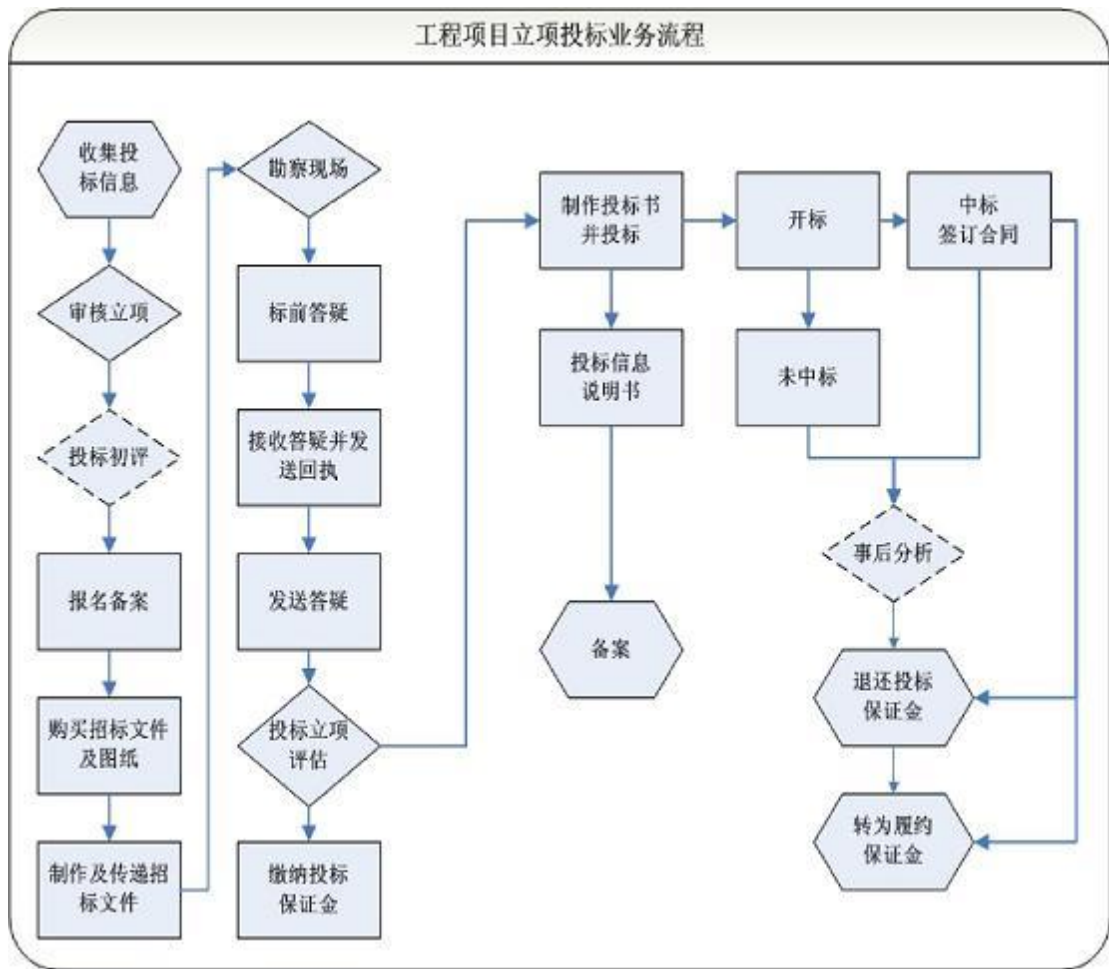 工程项目立项投标业务流程
收集投
标信息
审核立项
投标初评
报名备案
购买招标文件
及图纸
制作及传递招
标文件
勘察现场
标前答疑
接收答疑并发
送回执
发送答疑
投标立项
评估
缴纳投标
保证金
制作投标书
并投标
投标信息
说明书
备案
开标
未中标
中标
签订合同
事后分析
退还投标
保证金
转为履约
保证金